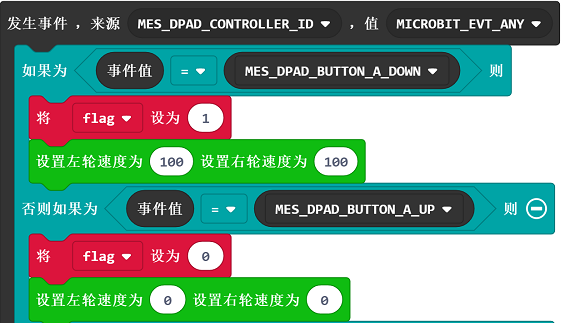 发生事件 ，来源 MES_DPAD_CONTROLLER_ID ，值 MICROBIT_EVT_ANY
如果为 事件值 = MES_DPAD_BUTTON_A_DOWN 则
将 flag 设为 1
设置左轮速度为 100 设置右轮速度为 100
否则如果为 事件值 = MES_DPAD_BUTTON_A_UP 则
将 flag 设为 0
设置左轮速度为 0 设置右轮速度为 0